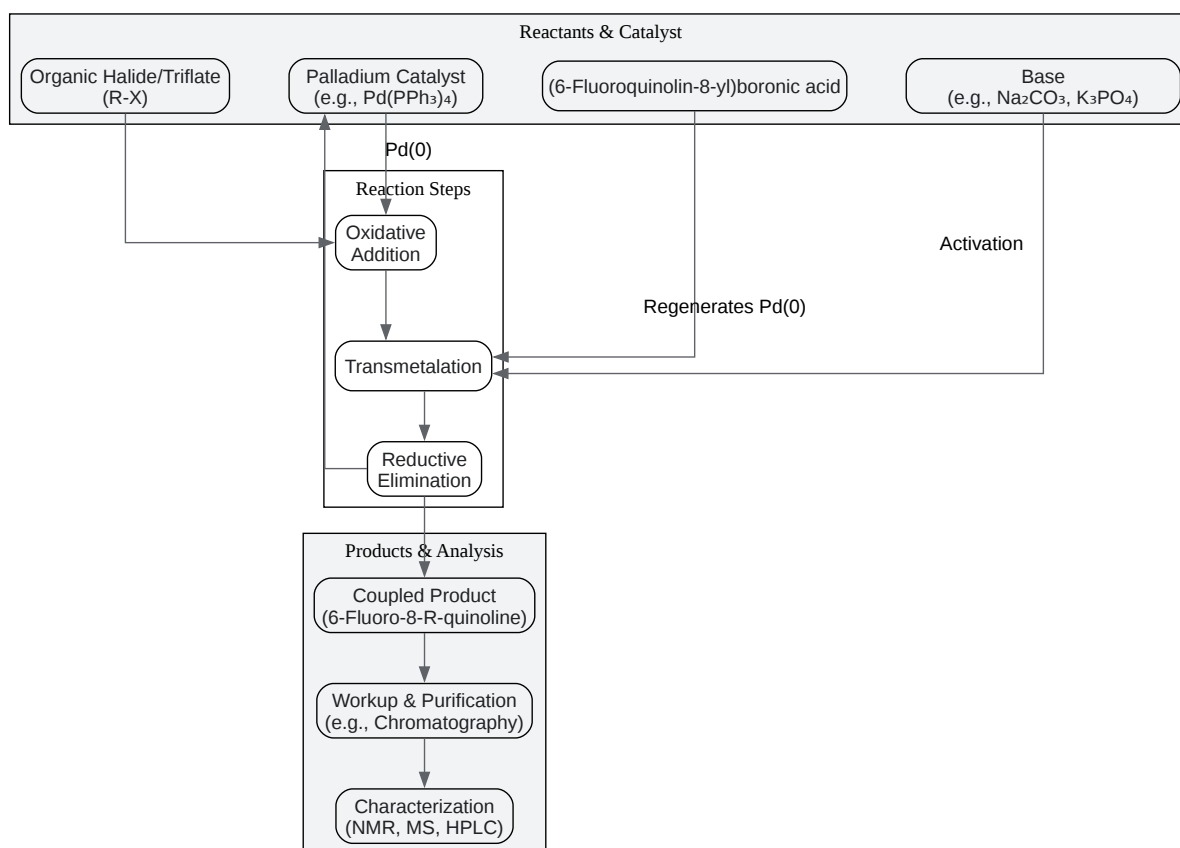 Reactants & Catalyst
Organic Halide/Triflate
(R-X)
Palladium Catalyst
(e.g., Pd(PPh₃)₄)
(6-Fluoroquinolin-8-yl)boronic acid
Base
(e.g., Na₂CO₃, K₃PO₄)
Pd(0)
Reaction Steps
Oxidative
Addition
Activation
Regenerates Pd(0)
Transmetalation
Reductive
Elimination
Products & Analysis
Coupled Product
(6-Fluoro-8-R-quinoline)
Workup & Purification
(e.g., Chromatography)
Characterization
(NMR, MS, HPLC)